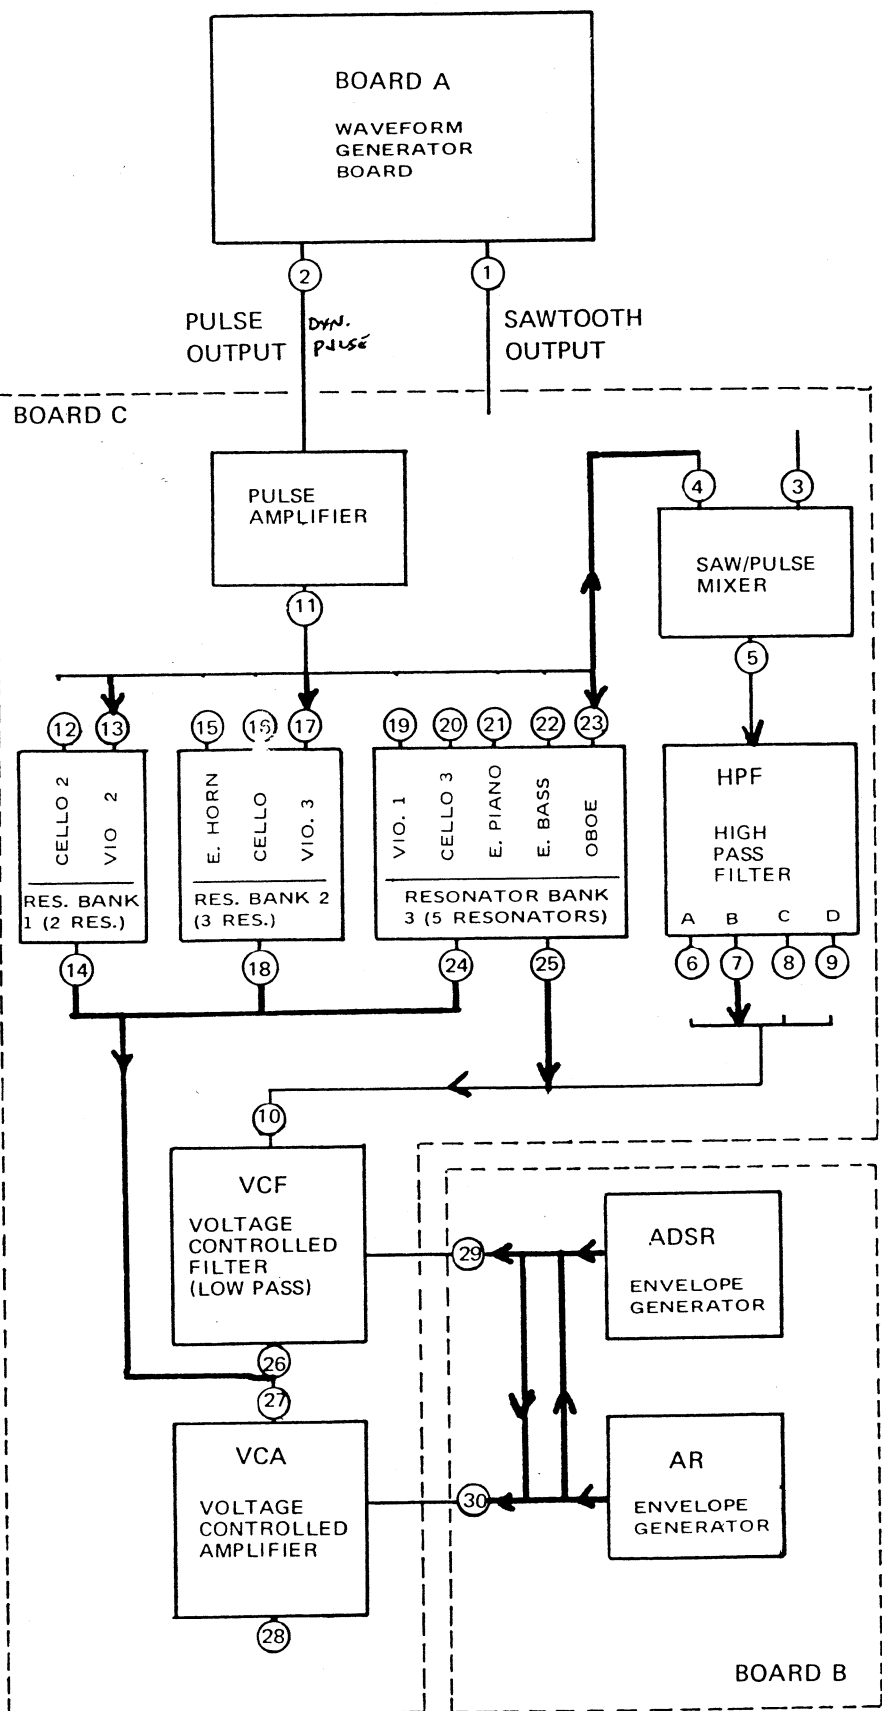 BOARD A
WAVEFORM
GENERATOR
BOARD
2
1
PULSE
OUTPUT
DYN.
PULSE
SAWTOOTH
OUTPUT
BOARD C
PULSE
AMPLIFIER
11
4
3
SAW/PULSE
MIXER
5
12
13
15
16
17
19
20
21
22
23
CELLO 2
VIO 2
E. HORN
CELLO
VIO. 3
VIO. 1
CELLO 3
E. PIANO
E. BASS
OBOE
RES. BANK
1 (2 RES.)
RES. BANK 2
(3 RES.)
RESONATOR BANK
3 (5 RESONATORS)
HPF
HIGH
PASS
FILTER
A B C D
14
18
24
25
6
7
8
9
10
VCF
VOLTAGE
CONTROLLED
FILTER
(LOW PASS)
29
ADSR
ENVELOPE
GENERATOR
26
27
VCA
VOLTAGE
CONTROLLED
AMPLIFIER
30
AR
ENVELOPE
GENERATOR
28
BOARD B